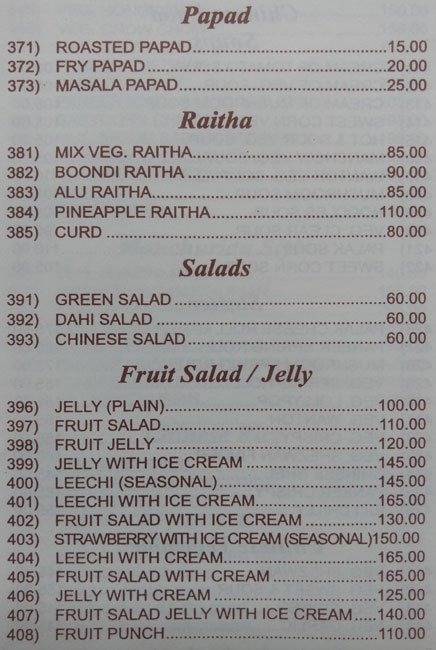 Papad
371) ROASTED PAPAD.............................15.00
372) FRY PAPAD.....................................20.00
373) MASALA PAPAD................................25.00
Raitha
381) MIX VEG. RAITHA.............................85.00
382) BOONDI RAITHA ..............................90.00
383) ALU RAITHA....................................85.00
384) PINEAPPLE RAITHA.........................110.00
385) CURD ............................................80.00
Salads
391) GREEN SALAD ................................60.00
392) DAHI SALAD ...................................60.00
393) CHINESE SALAD..............................60.00
Fruit Salad / Jelly
396) JELLY (PLAIN)................................100.00
397) FRUIT SALAD.................................110.00
398) FRUIT JELLY ..................................120.00
399) JELLY WITH ICE CREAM ...................145.00
400) LEECHI (SEASONAL) .......................145.00
401) LEECHI WITH ICE CREAM..................165.00
402) FRUIT SALAD WITH ICE CREAM ..........130.00
403) STRAWBERRY WITH ICE CREAM (SEASONAL)150.00
404) LEECHI WITH CREAM.......................165.00
405) FRUIT SALAD WITH CREAM................165.00
406) JELLY WITH CREAM ........................125.00
407) FRUIT SALAD JELLY WITH ICE CREAM .....140.00
408) FRUIT PUNCH................................110.00